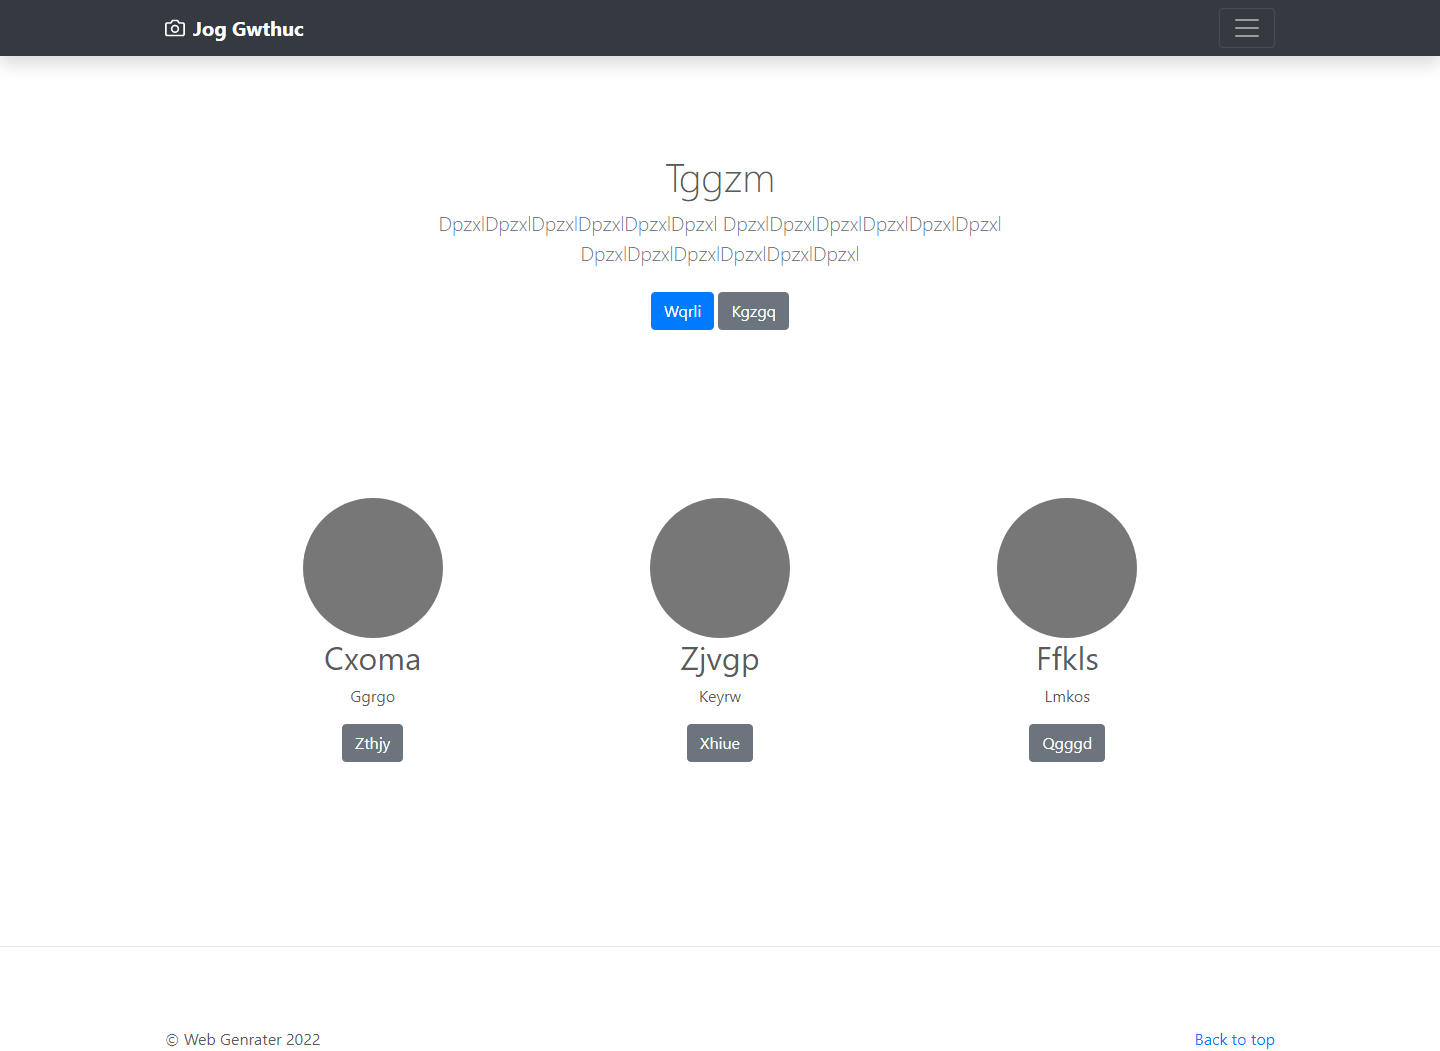 Jog Gwthuc
Tggzm
DpzxlDpzxlDpzxlDpzxlDpzxlDpzxl DpzxlDpzxlDpzxlDpzxlDpzxlDpzxl
DpzxlDpzxlDpzxlDpzxlDpzxlDpzxl
Wqrli Kgzgq
Cxoma
Ggrgo
Zthjy
Zjvgp
Keyrw
Xhiue
Ffkls
Lmkos
Qgggd
© Web Genrater 2022
Back to top